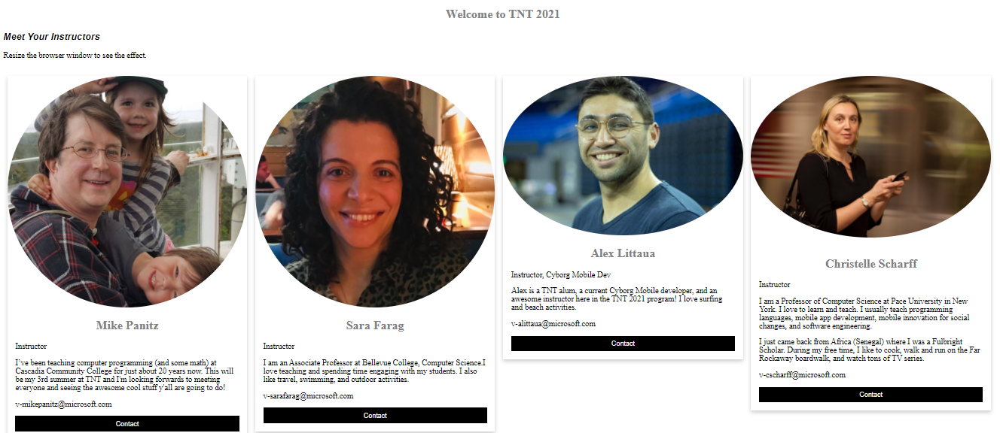 Welcome to TNT 2021
Meet Your Instructors
Resize the browser window to see the effect.
Mike Panitz
Instructor
I've been teaching computer programming (and some math) at
Cascadia Community College for just about 20 years now. This will
be my 3rd summer at TNT and I'm looking forwards to meeting
everyone and seeing the awesome cool stuff y'all are going to do!
v-mikepanitz@microsoft.com
Contact
Sara Farag
Instructor
I am an Associate Professor at Bellevue College, Computer Science.I
love teaching and spending time engaging with my students. I also
like travel, swimming, and outdoor activities.
v-sarafarag@microsoft.com
Contact
Alex Littaua
Instructor, Cyborg Mobile Dev
Alex is a TNT alum, a current Cyborg Mobile developer, and an
awesome instructor here in the TNT 2021 program! I love surfing
and beach activities.
v-alittaua@microsoft.com
Contact
Christelle Scharff
Instructor
I am a Professor of Computer Science at Pace University in New
York. I love to learn and teach. I usually teach programming
languages, mobile app development, mobile innovation for social
changes, and software engineering.
I just came back from Africa (Senegal) where I was a Fulbright
Scholar. During my free time, I like to cook, walk and run on the Far
Rockaway boardwalk, and watch tons of TV series.
v-cscharff@microsoft.com
Contact